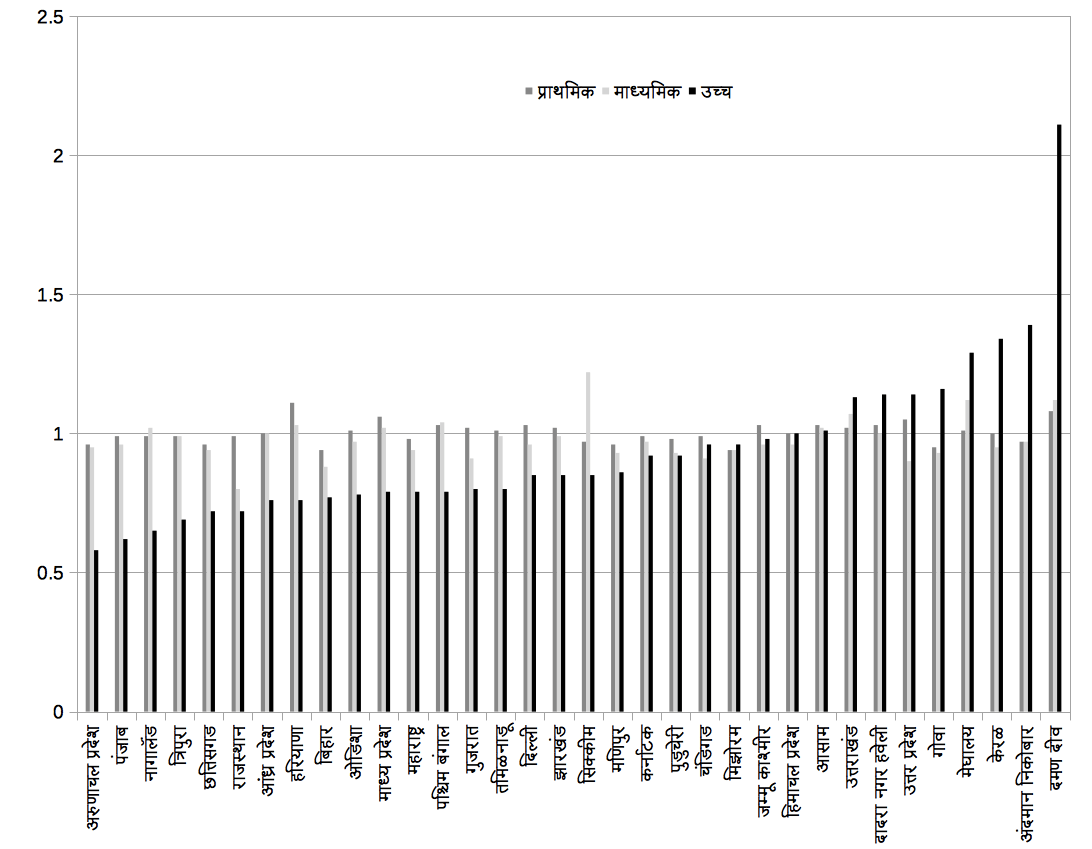 2.5
प्राथमिक माध्यमिक उच्च
2
1.5
1
0.5
0
अरुणाचल प्रदेश
पंजाब
नागालँड
त्रिपुरा
छत्तिसगड
राजस्थान
आंध्र प्रदेश
हरियाणा
बिहार
ओडिशा
माध्य प्रदेश
महाराष्ट्र
पश्चिम बंगाल
गुजरात
तमिळनाडू
दिल्ली
झारखंड
सिक्कीम
मणिपुर
कर्नाटक
पुडुचेरी
चंडिगड
मिझोरम
जम्मू काश्मीर
हिमाचल प्रदेश
आसाम
उत्तराखंड
दादरा नगर हवेली
उत्तर प्रदेश
गोवा
मेघालय
केरळ
अंदमान निकोबार
दमण दीव